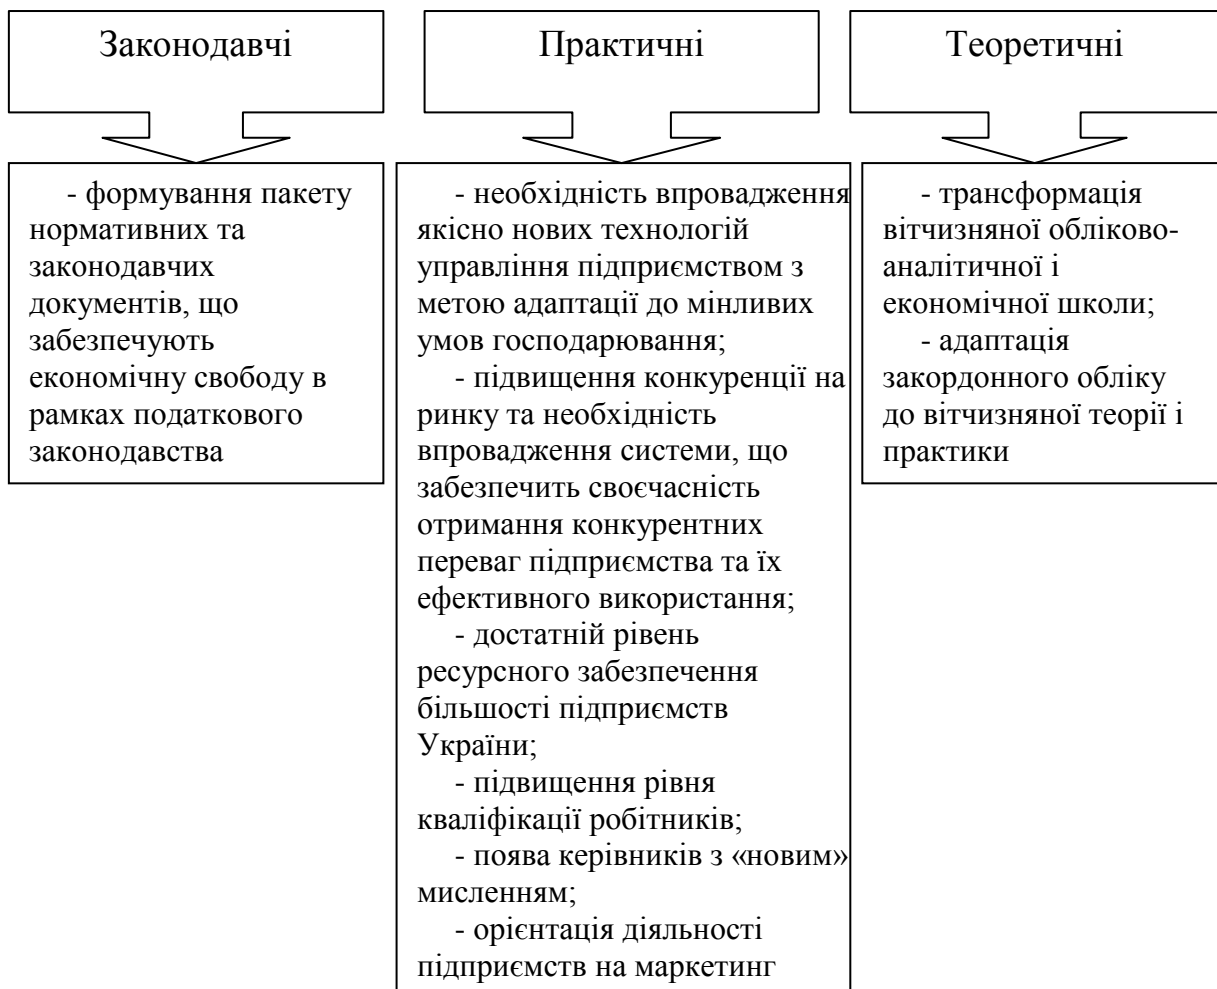 Законодавчі
Практичні
Теоретичні
- формування пакету
нормативних та
законодавчих
документів, що
забезпечують
економічну свободу в
рамках податкового
законодавства
- необхідність впровадження
якісно нових технологій
управління підприємством з
метою адаптації до мінливих
умов господарювання;
- підвищення конкуренції на
ринку та необхідність
впровадження системи, що
забезпечить своєчасність
отримання конкурентних
переваг підприємства та їх
ефективного використання;
- достатній рівень
ресурсного забезпечення
більшості підприємств
України;
- підвищення рівня
кваліфікації робітників;
- поява керівників з «новим»
мисленням;
- орієнтація діяльності
підприємств на маркетинг
- трансформація
вітчизняної обліково-
аналітичної і
економічної школи;
- адаптація
закордонного обліку
до вітчизняної теорії і
практики